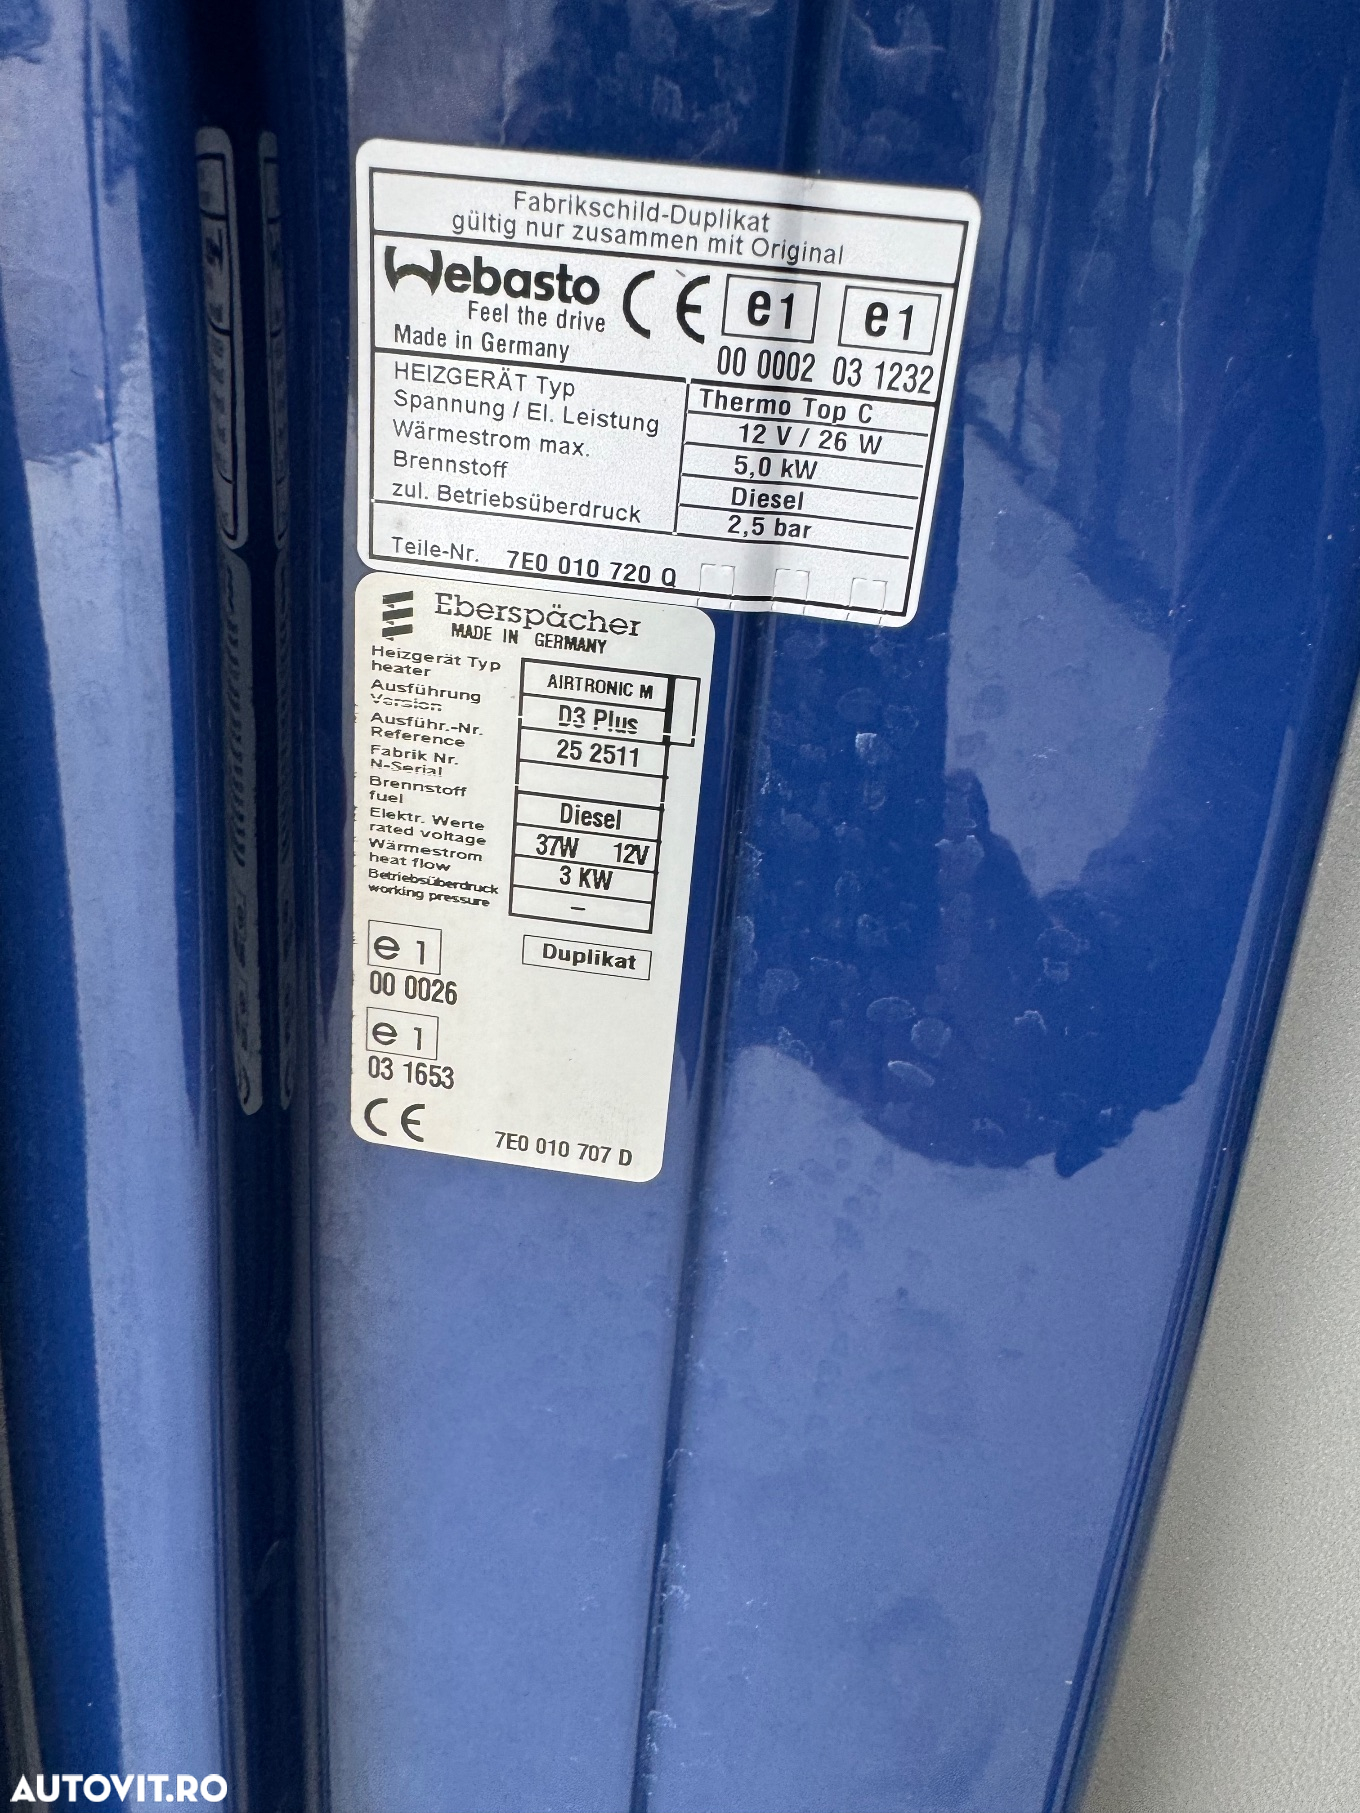 Fabrikschild-Duplikat
gültig nur zusammen mit Original
Webasto CE e1 e1
Feel the drive
Made in Germany 00 0002 03 1232
HEIZGERÄT Typ Thermo Top C
Spannung / El. Leistung 12 V / 26 W
Wärmestrom max. 5,0 kW
Brennstoff Diesel
zul. Betriebsüberdruck 2,5 bar
Teile-Nr. 7E0 010 720 Q
Eberspächer
MADE IN GERMANY
Heizgerät Typ AIRTRONIC M
heater
Ausführung D3 Plus
Version
Ausführ.-Nr. 25 2511
Reference
Fabrik Nr.
N-Serial
Brennstoff Diesel
fuel
Elektr. Werte 37W 12V
rated voltage
Wärmestrom 3 KW
heat flow
Betriebsüberdruck –
working pressure
e1 Duplikat
00 0026
e1
03 1653
CE 7E0 010 707 D
AUTOVIT.RO